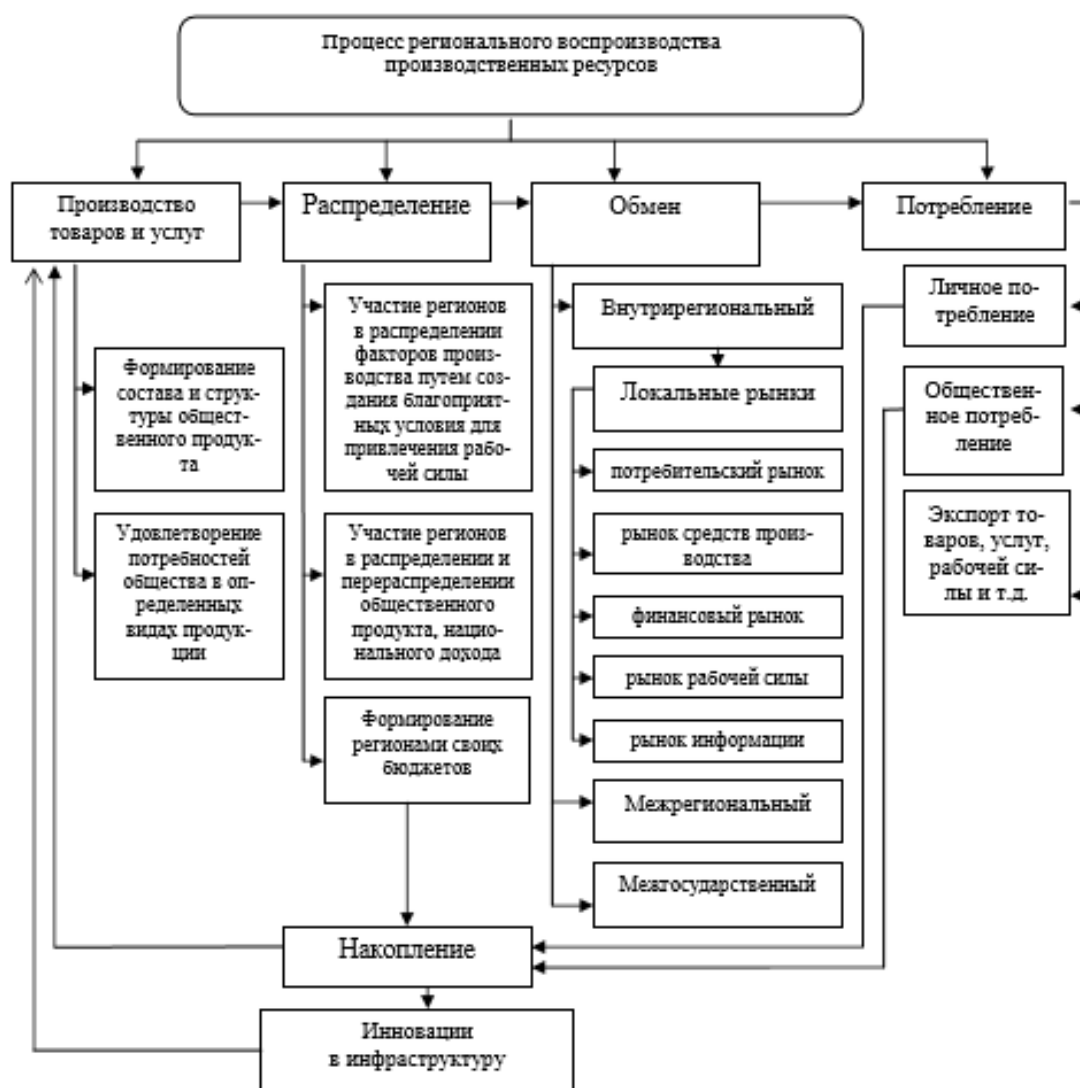 Процесс регионального воспроизводства
производственных ресурсов
Производство
товаров и услуг
Распределение
Обмен
Потребление
Формирование
состава и струк-
туры общест-
венного продук-
та
Удовлетворение
потребностей
общества в оп-
ределенных
видах продук-
ции
Участие регионов
в распределении
факторов произ-
водства путем соз-
дания благоприят-
ных условия для
привлечения рабо-
чей силы
Участие регионов
в распределении и
перераспределении
общественного
продукта, нацио-
нального дохода
Формирование
регионами своих
бюджетов
Внутрирегиональный
Локальные рынки
потребительский рынок
рынок средств произ-
водства
финансовый рынок
рынок рабочей силы
рынок информации
Межрегиональный
Межгосударственный
Личное по-
требление
Обществен-
ное потреб-
ление
Экспорт то-
варов, услуг,
рабочей си-
лы и т.д.
Накопление
Инновации
в инфраструктуру